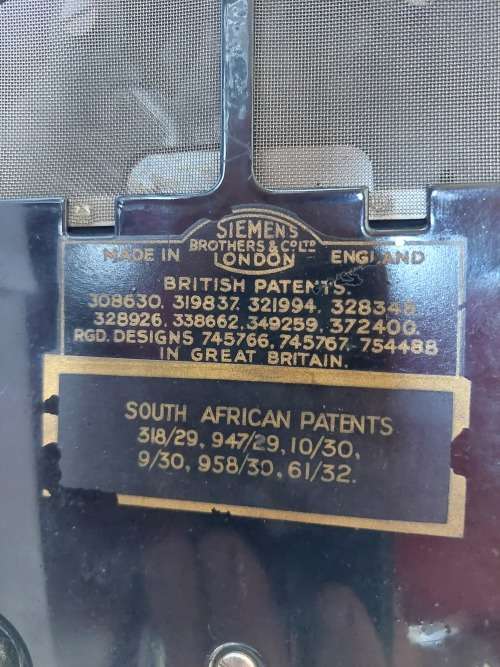 SIEMENS
BROTHERS & Cº LTD
MADE IN LONDON ENGLAND
BRITISH PATENTS.
308630. 319837. 321994. 
328926. 338662. 349259. 372400.
RGD. DESIGNS 745766. 745767. 754488
IN GREAT BRITAIN.
SOUTH AFRICAN PATENTS
318/29, 947/29, 10/30,
9/30, 958/30, 61/32.